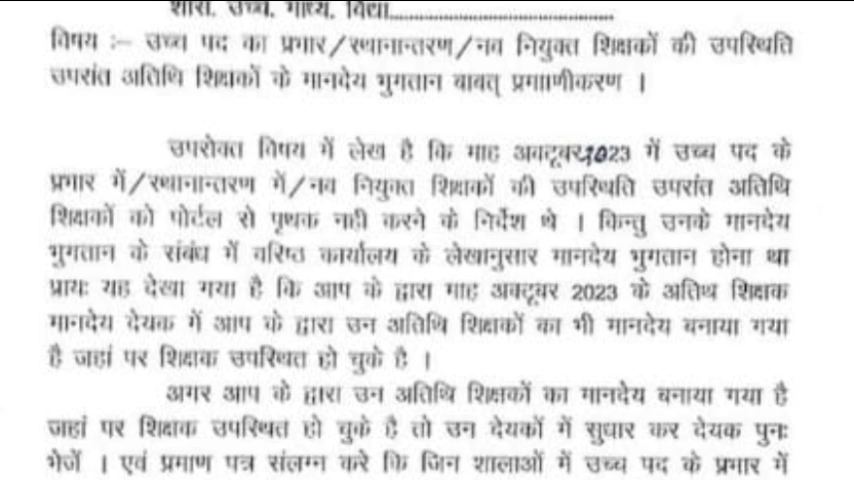 शास. उच्च. माध्य. विद्या........................................
विषय :– उच्च पद का प्रभार/स्थानान्तरण/नव नियुक्त शिक्षकों की उपस्थिति
उपरांत अतिथि शिक्षकों के मानदेय भुगतान बाबत् प्रमााणीकरण ।
उपरोक्त विषय में लेख है कि माह अक्टूबर2023 में उच्च पद के
प्रभार में/स्थानान्तरण में/नव नियुक्त शिक्षकों की उपस्थिति उपरांत अतिथि
शिक्षकों को पोर्टल से पृथक नही करने के निर्देश थे । किन्तु उनके मानदेय
भुगतान के संबंध में वरिष्ठ कार्यालय के लेखानुसार मानदेय भुगतान होना था
प्रायः यह देखा गया है कि आप के द्वारा माह अक्टूबर 2023 के अतिथ शिक्षक
मानदेय देयक में आप के द्वारा उन अतिथि शिक्षकों का भी मानदेय बनाया गया
है जहां पर शिक्षक उपस्थित हो चुके है ।
अगर आप के द्वारा उन अतिथि शिक्षकों का मानदेय बनाया गया है
जहां पर शिक्षक उपस्थित हो चुके है तो उन देयकों में सुधार कर देयक पुनः
भेजें । एवं प्रमाण पत्र संलग्न करे कि जिन शालाओं में उच्च पद के प्रभार में